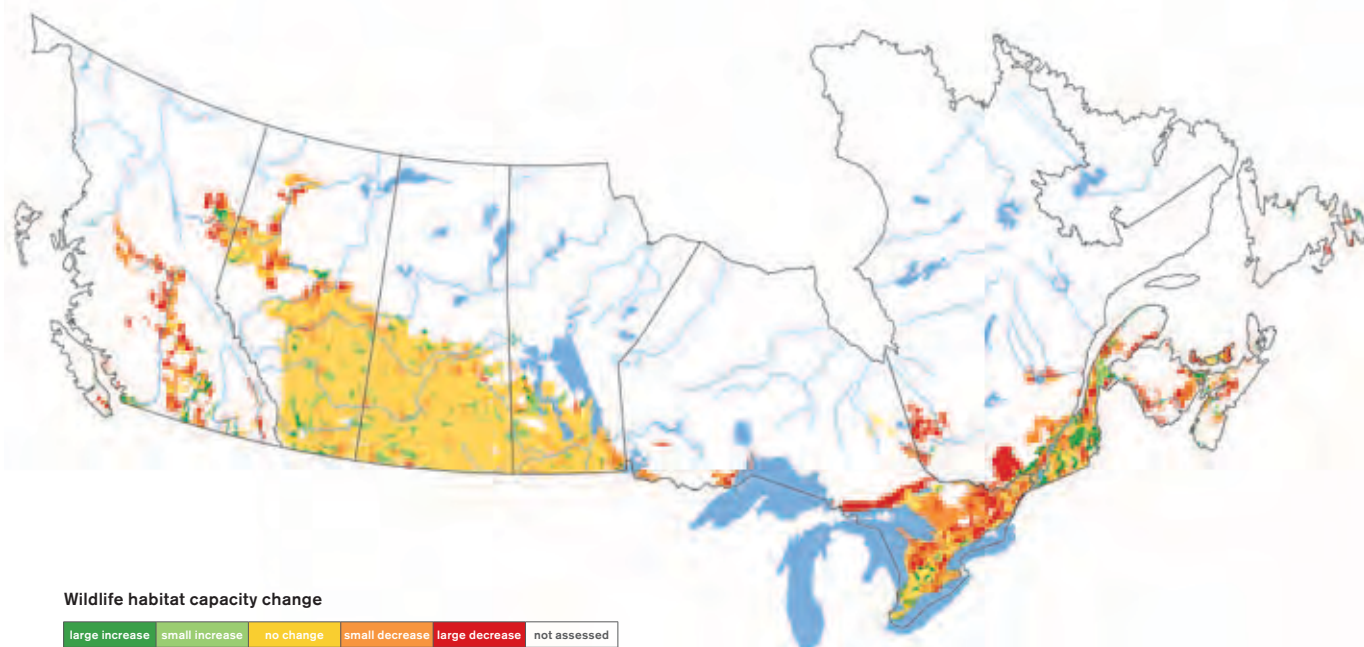 Wildlife habitat capacity change
large increase small increase no change small decrease large decrease not assessed